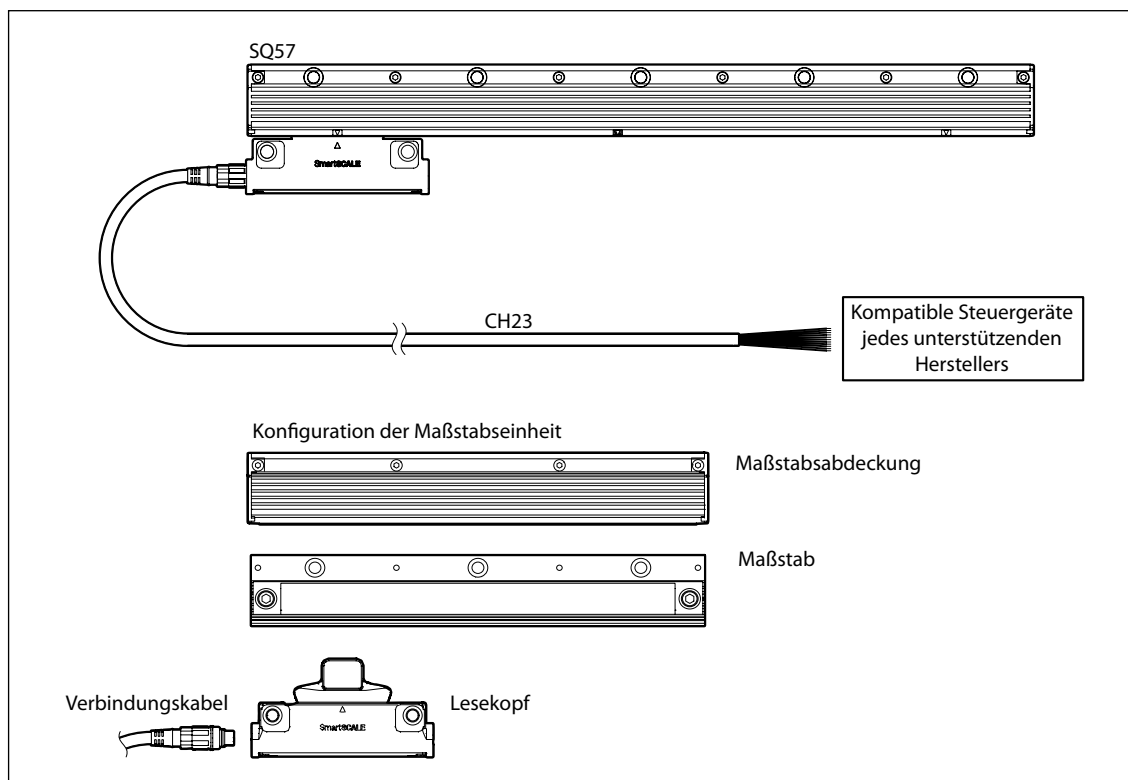 SQ57
SmartSCALE
CH23
Kompatible Steuergeräte
jedes unterstützenden
Herstellers
Konfiguration der Maßstabseinheit
Maßstabsabdeckung
Maßstab
Verbindungskabel
Lesekopf
SmartSCALE